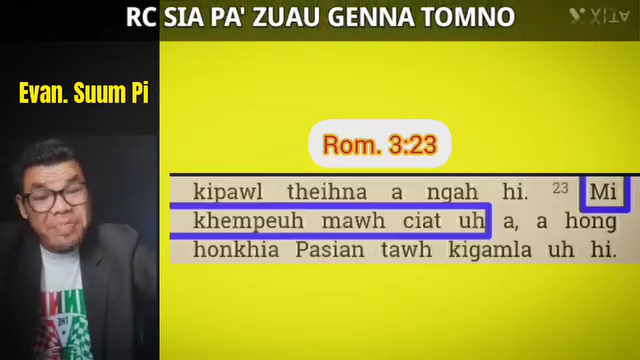 RC SIA PA' ZUAU GENNA TOMNO
Evan. Suum Pi
Rom. 3:23
kipawl theihna a ngah hi. 23 Mi
khempeuh mawh ciat uh a, a hong
honkhia Pasian tawh kigamla uh hi.